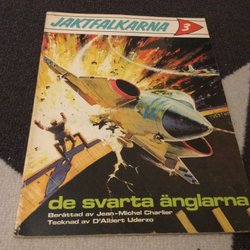 JAKTFALKARNA
3
de svarta änglarna
Berättad av Jean-Michel Charlier
Tecknad av D'Albert Uderzo